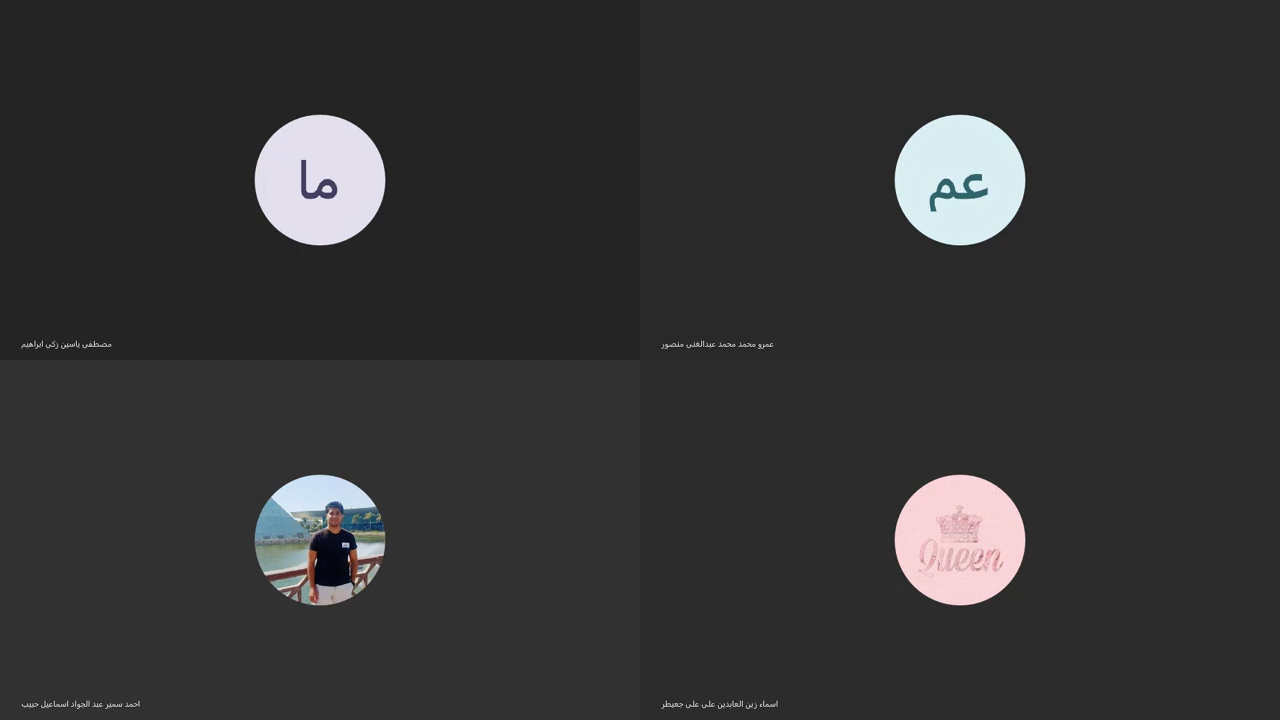 ما
عم
مصطفى ياسين زكى ابراهيم
عمرو محمد محمد عبدالغنى منصور
Queen
احمد سمير عبد الجواد اسماعيل حبيب
اسماء زين العابدين على على جعيطر